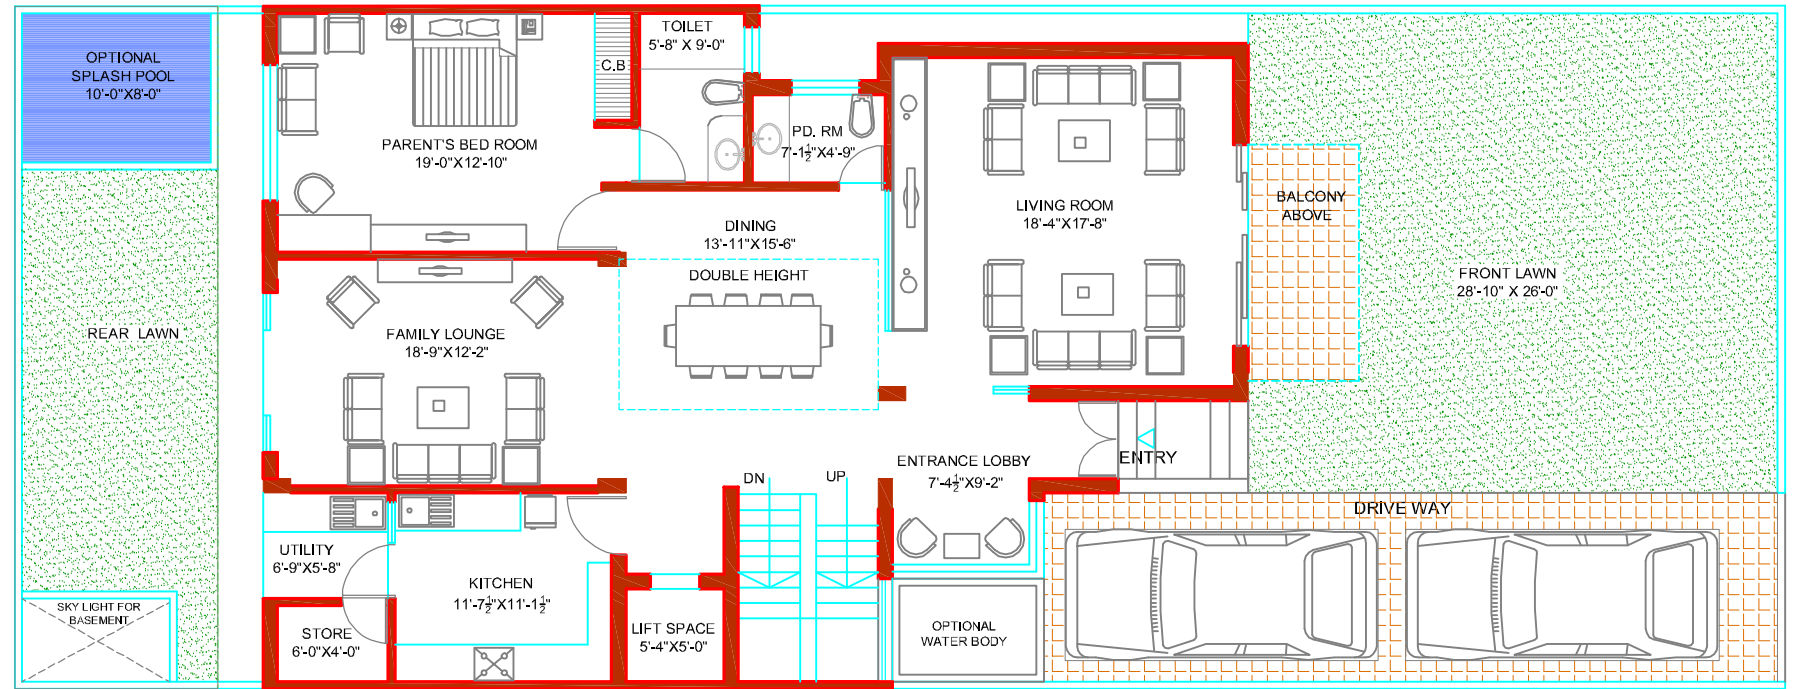 OPTIONAL
SPLASH POOL
10'-0"X8'-0"
TOILET
5'-8" X 9'-0"
C.B
PARENT'S BED ROOM
19'-0"X12'-10"
PD. RM
7'-1½"X4'-9"
LIVING ROOM
18'-4"X17'-8"
BALCONY
ABOVE
DINING
13'-11"X15'-6"
DOUBLE HEIGHT
FRONT LAWN
28'-10" X 26'-0"
REAR LAWN
FAMILY LOUNGE
18'-9"X12'-2"
ENTRANCE LOBBY
7'-4½"X9'-2"
ENTRY
DN
UP
DRIVE WAY
UTILITY
6'-9"X5'-8"
KITCHEN
11'-7½"X11'-1½"
SKY LIGHT FOR
BASEMENT
STORE
6'-0"X4'-0"
LIFT SPACE
5'-4"X5'-0"
OPTIONAL
WATER BODY